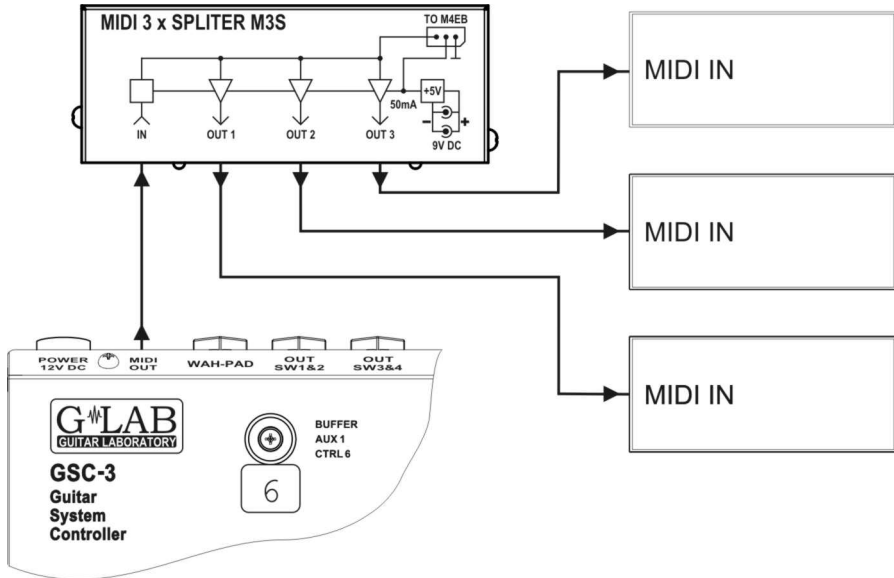 MIDI 3 x SPLITER M3S
TO M4EB
+5V
50mA
- +
IN
OUT 1
OUT 2
OUT 3
9V DC
MIDI IN
MIDI IN
MIDI IN
POWER
12V DC
MIDI
OUT
WAH-PAD
OUT
SW1&2
OUT
SW3&4
G LAB
GUITAR LABORATORY
BUFFER
AUX 1
CTRL 6
6
GSC-3
Guitar
System
Controller